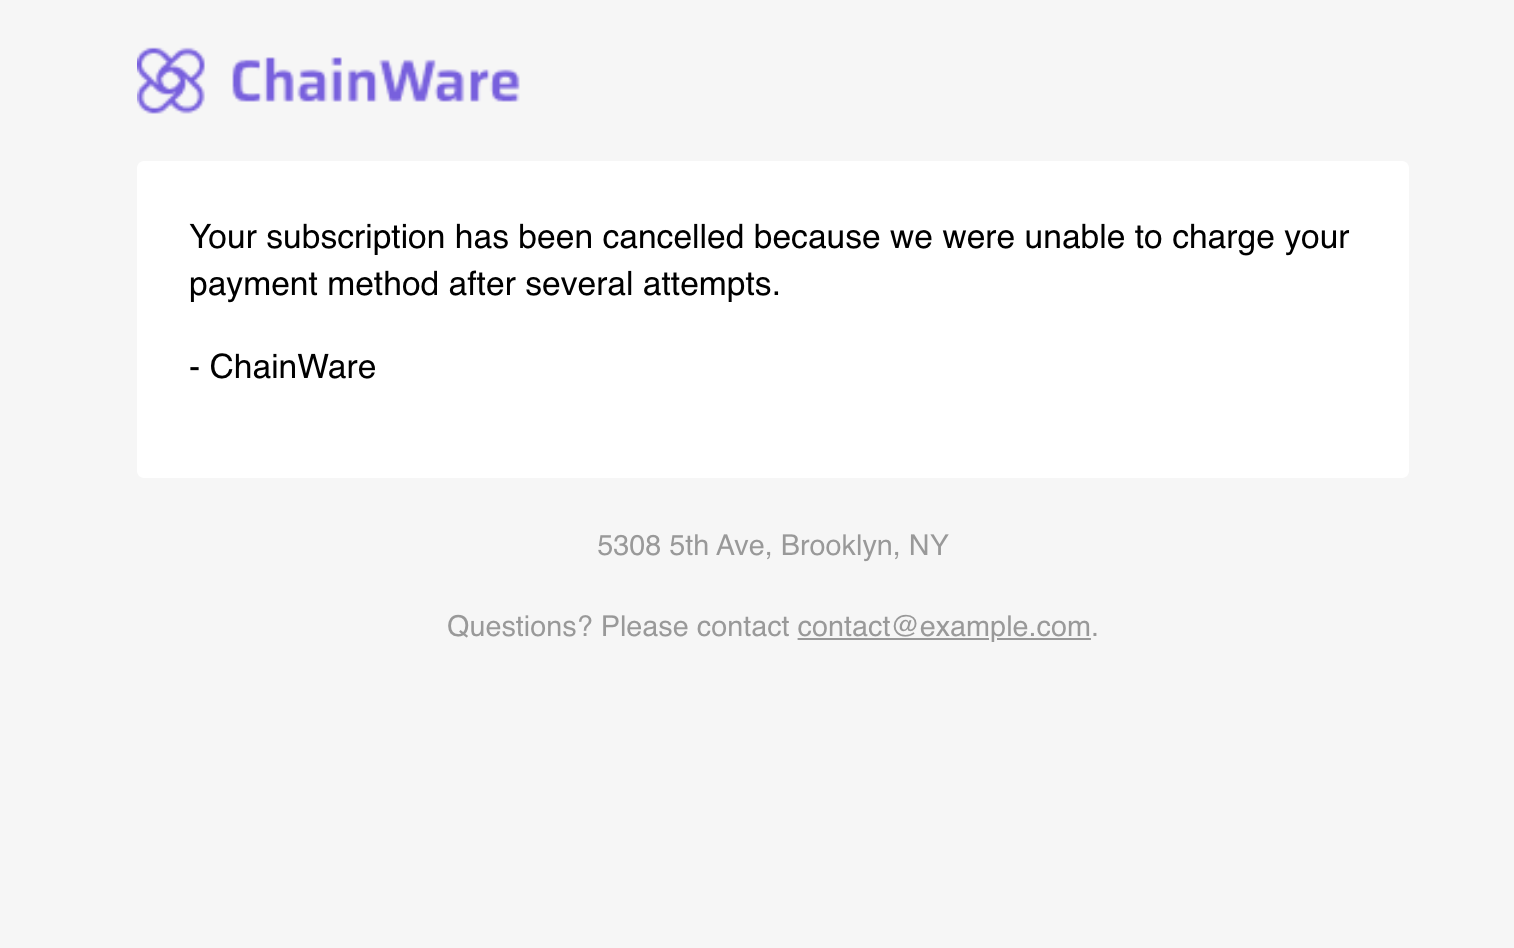 ChainWare
Your subscription has been cancelled because we were unable to charge your
payment method after several attempts.
- ChainWare
5308 5th Ave, Brooklyn, NY
Questions? Please contact contact@example.com.